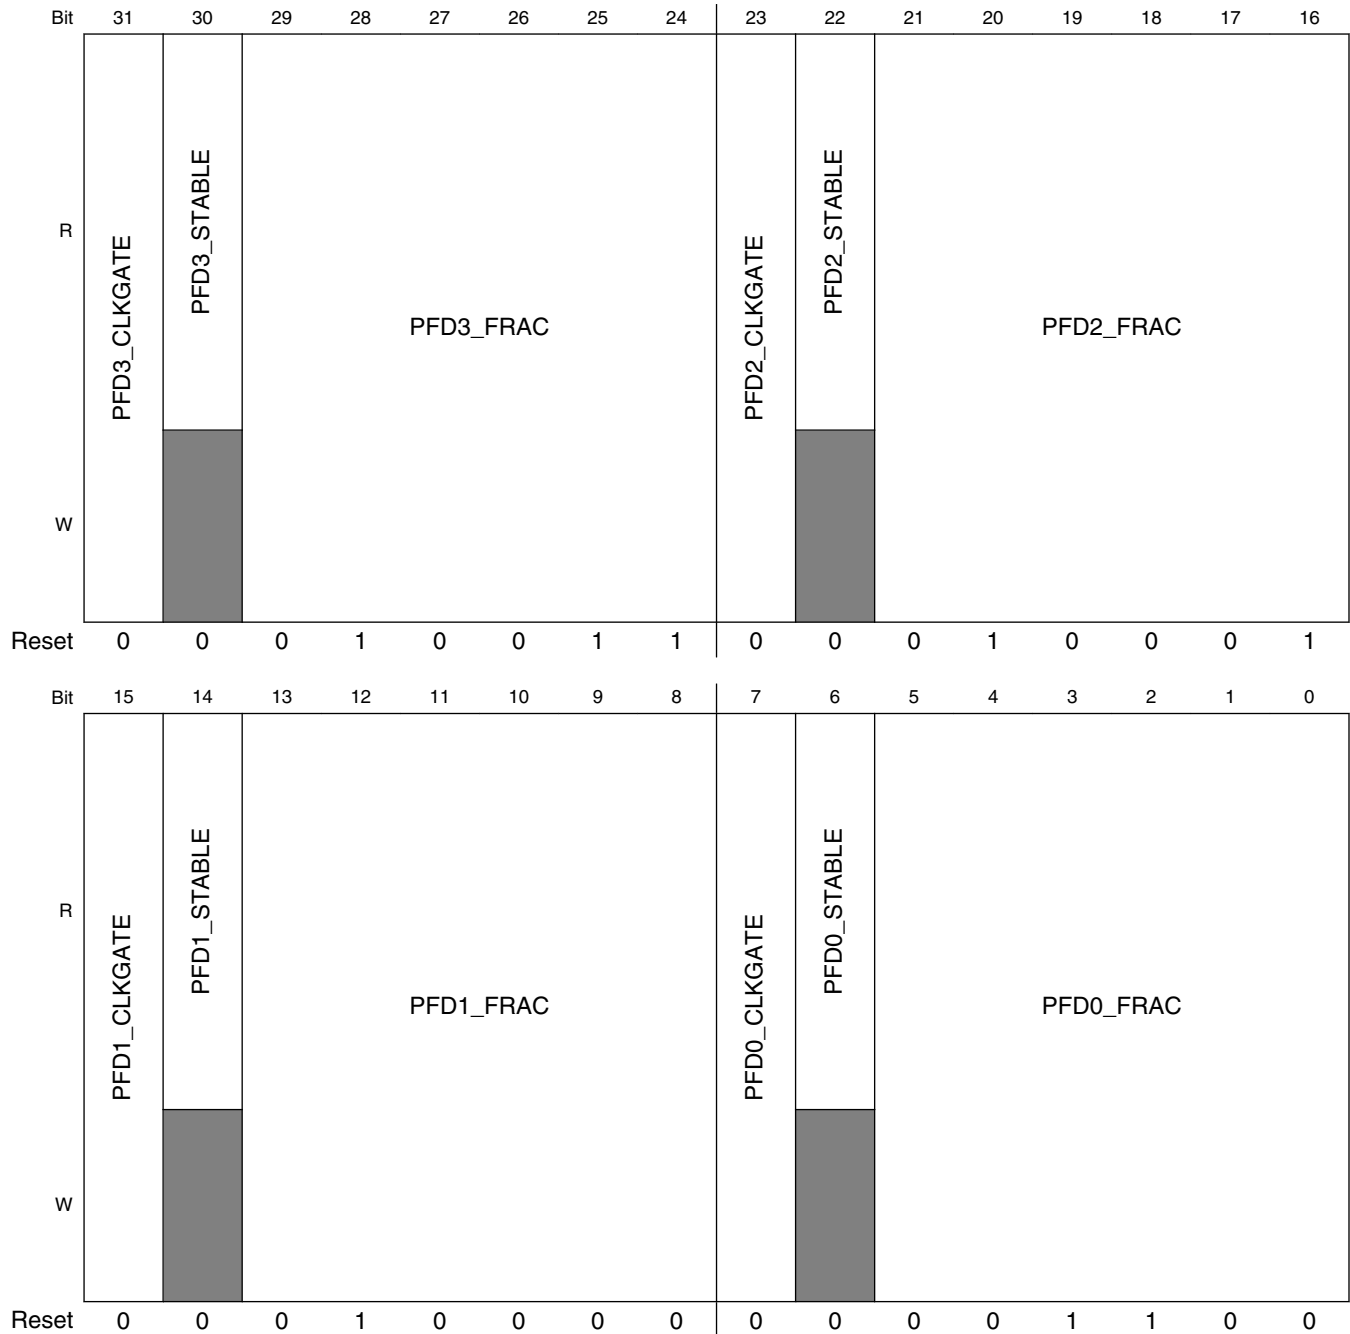 Bit 31 30 29 28 27 26 25 24 23 22 21 20 19 18 17 16
R
PFD3_CLKGATE
PFD3_STABLE
PFD3_FRAC
PFD2_CLKGATE
PFD2_STABLE
PFD2_FRAC
W
Reset 0 0 0 1 0 0 1 1 0 0 0 1 0 0 0 1
Bit 15 14 13 12 11 10 9 8 7 6 5 4 3 2 1 0
R
PFD1_CLKGATE
PFD1_STABLE
PFD1_FRAC
PFD0_CLKGATE
PFD0_STABLE
PFD0_FRAC
W
Reset 0 0 0 1 0 0 0 0 0 0 0 0 1 1 0 0